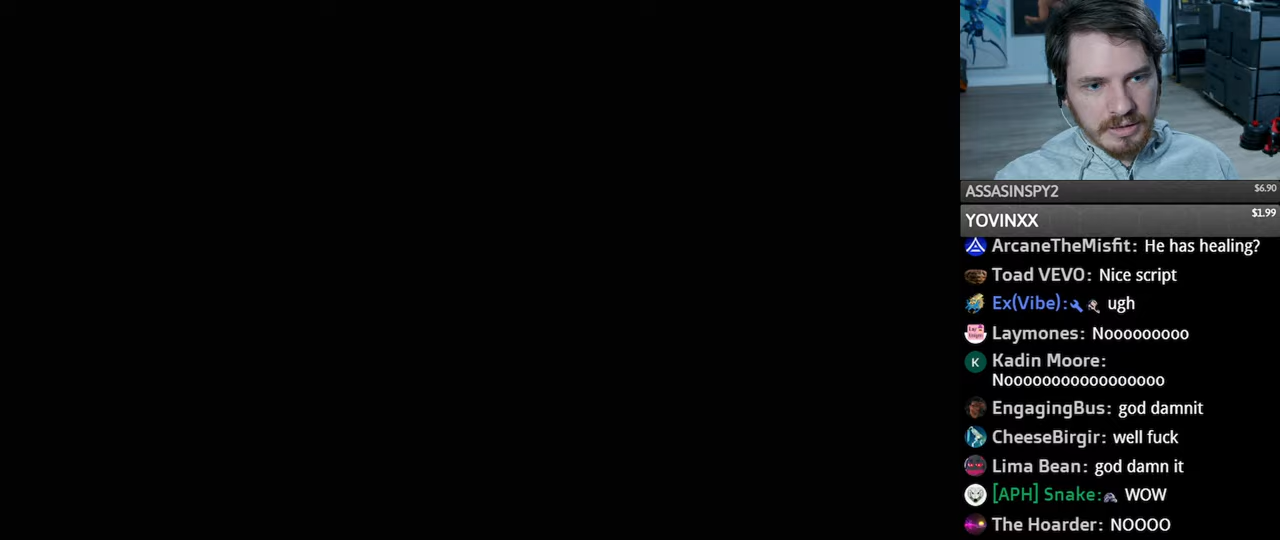 ASSASINSPY2 $6.90
YOVINXX $1.99
ArcaneTheMisfit: He has healing?
Toad VEVO: Nice script
Ex(Vibe): ugh
Laymones: Nooooooooo
K Kadin Moore:
Nooooooooooooooooo
EngagingBus: god damnit
CheeseBirgir: well fuck
Lima Bean: god damn it
[APH] Snake: WOW
The Hoarder: NOOOO